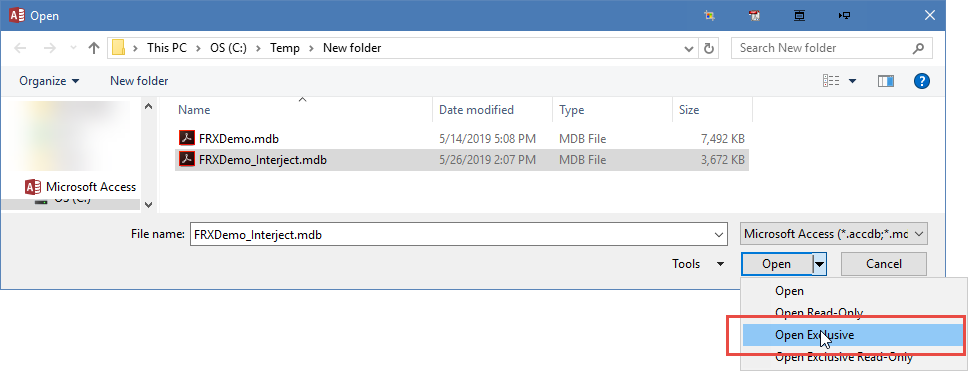 Open
This PC > OS (C:) > Temp > New folder
Search New folder
Organize
New folder
Name Date modified Type Size
FRXDemo.mdb 5/14/2019 5:08 PM MDB File 7,492 KB
FRXDemo_Interject.mdb 5/26/2019 2:07 PM MDB File 3,672 KB
Microsoft Access
OS (C:)
File name: FRXDemo_Interject.mdb Microsoft Access (*.accdb;*.mc
Tools Open Cancel
Open
Open Read-Only
Open Exclusive
Open Exclusive Read-Only